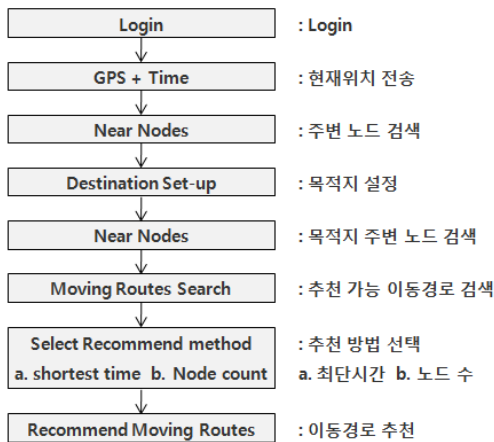 Login : Login
GPS + Time : 현재위치 전송
Near Nodes : 주변 노드 검색
Destination Set-up : 목적지 설정
Near Nodes : 목적지 주변 노드 검색
Moving Routes Search : 추천 가능 이동경로 검색
Select Recommend method : 추천 방법 선택
a. shortest time b. Node count a. 최단시간 b. 노드 수
Recommend Moving Routes : 이동경로 추천